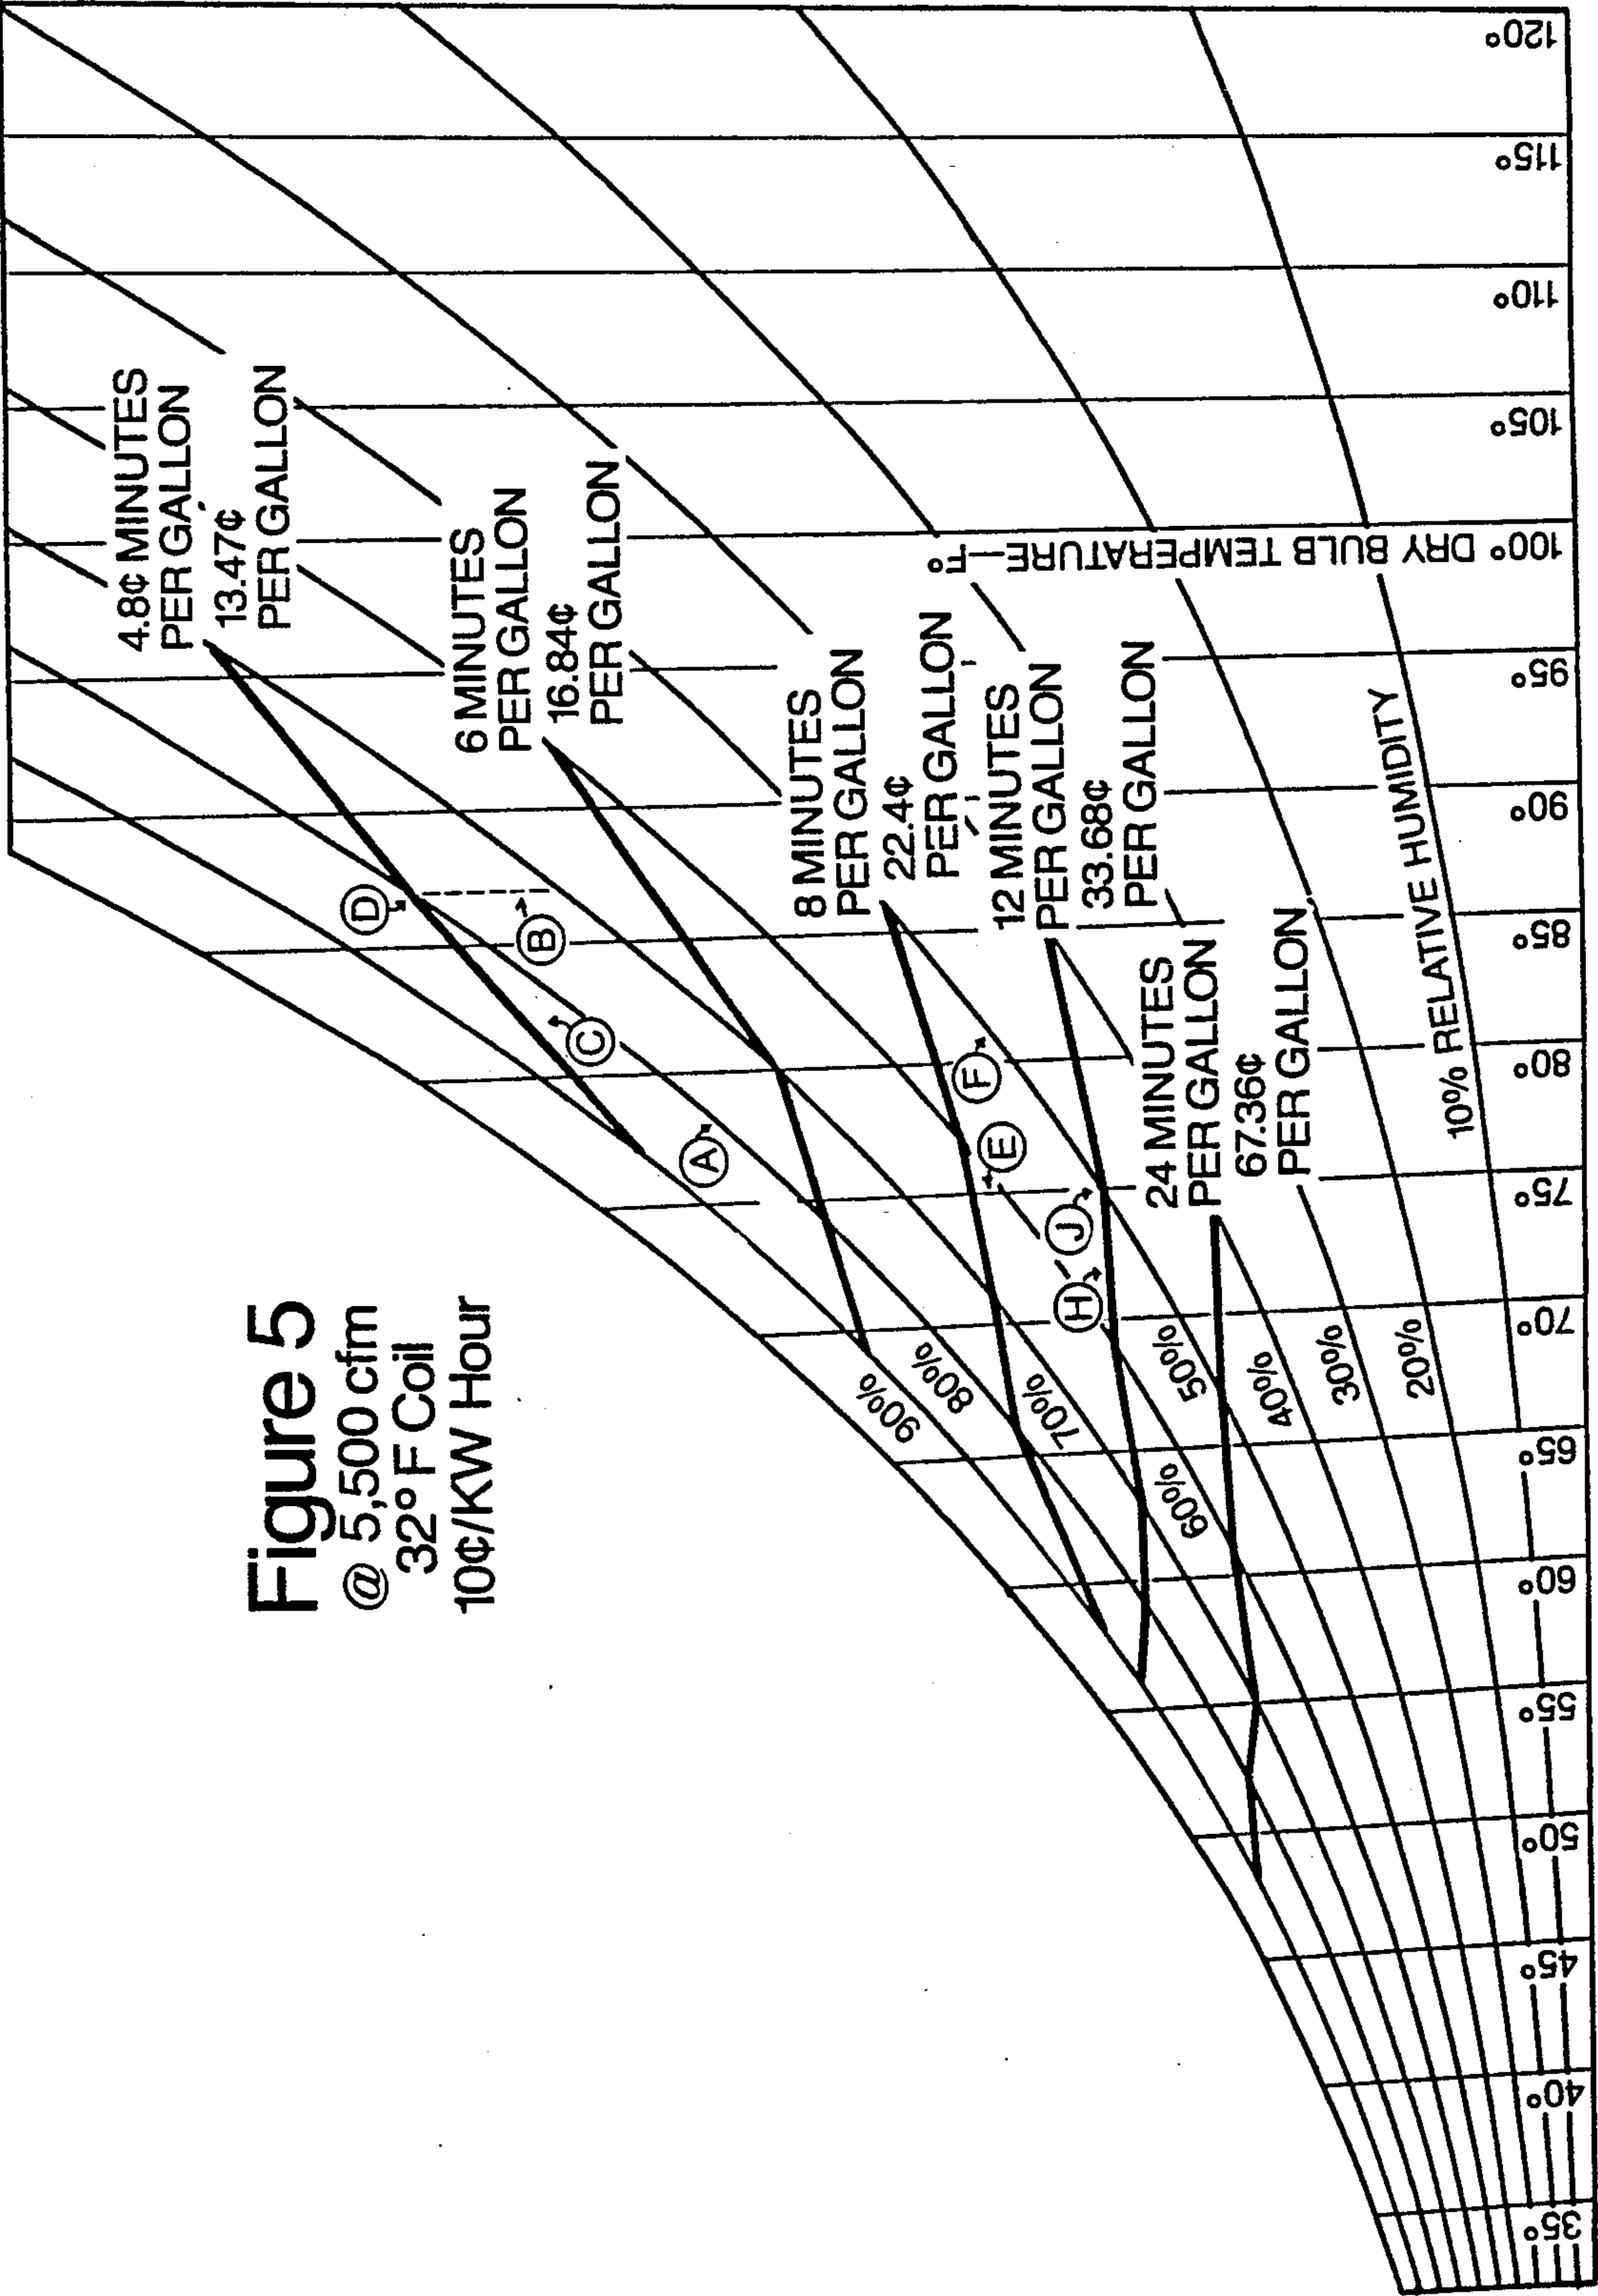 Figure 5
@ 5,500 cfm
32° F Coil
10¢/KW Hour
4.8¢ MINUTES
PER GALLON
13.47¢
PER GALLON
6 MINUTES
PER GALLON
16.84¢
PER GALLON
8 MINUTES
PER GALLON
22.4¢
PER GALLON
12 MINUTES
PER GALLON
33.68¢
PER GALLON
24 MINUTES
PER GALLON
67.36¢
PER GALLON
D
B
C
A
F
E
J
H
90%
80%
70%
60%
50%
40%
30%
20%
10% RELATIVE HUMIDITY
DRY BULB TEMPERATURE—F°
35°
40°
45°
50°
55°
60°
65°
70°
75°
80°
85°
90°
95°
100°
105°
110°
115°
120°